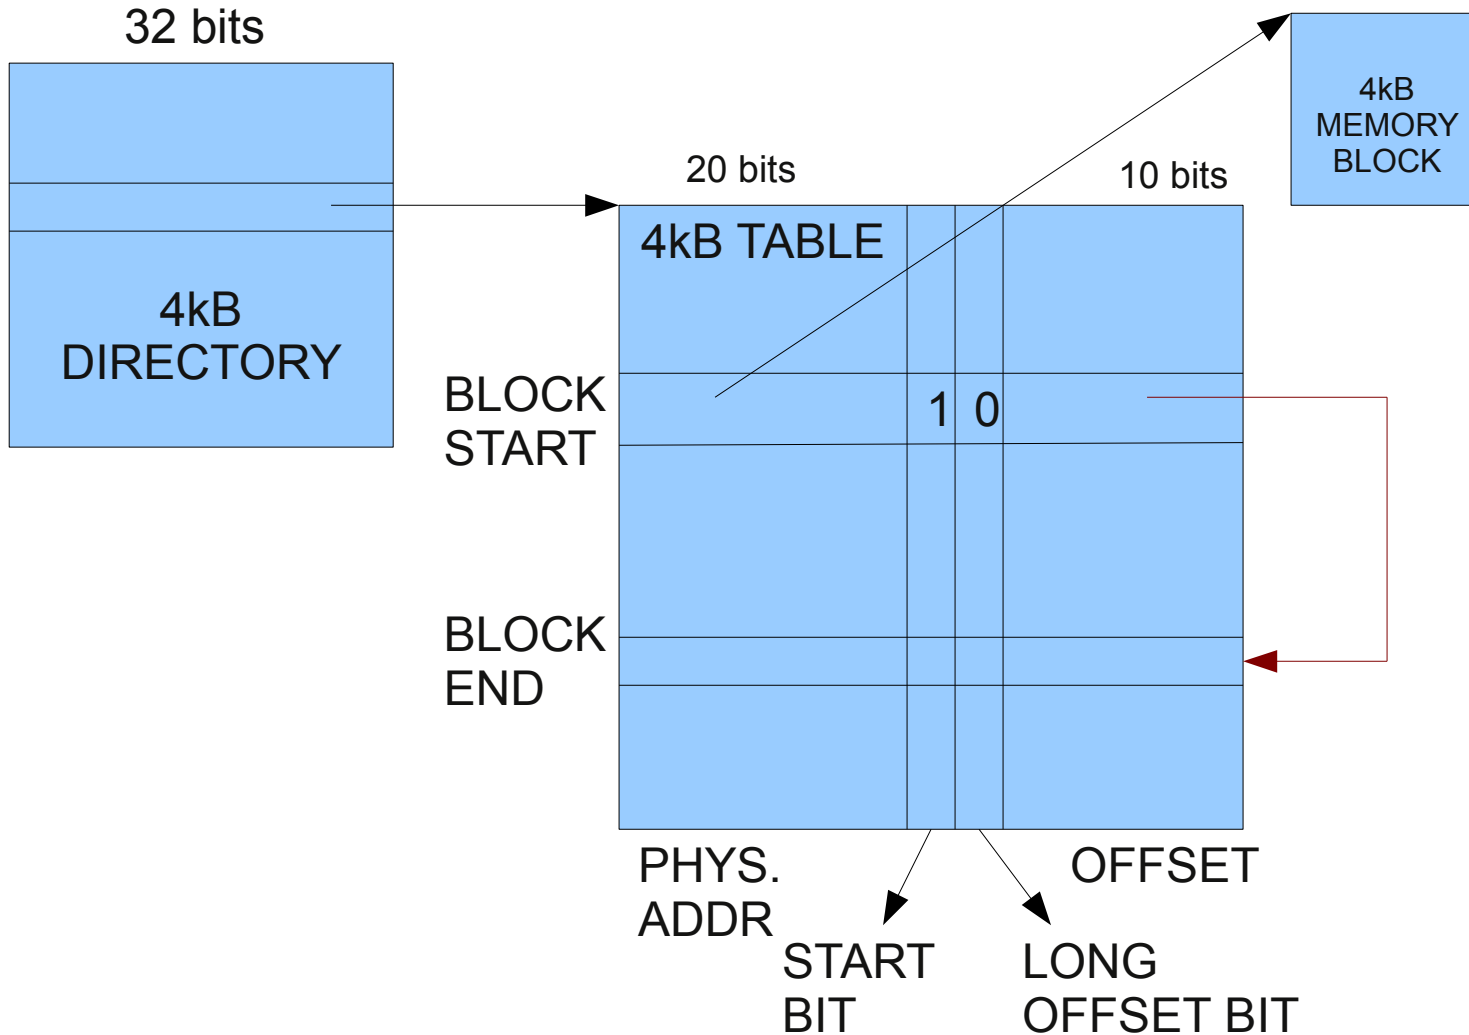 32 bits
4kB
MEMORY
BLOCK
20 bits
10 bits
4kB TABLE
4kB
DIRECTORY
BLOCK
START
1 0
BLOCK
END
PHYS.
ADDR
OFFSET
START
BIT
LONG
OFFSET BIT